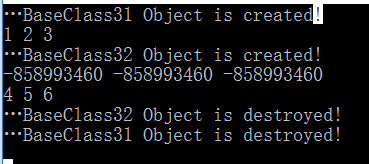 …BaseClass31 Object is created!
1 2 3
…BaseClass32 Object is created!
-858993460 -858993460 -858993460
4 5 6
…BaseClass32 Object is destroyed!
…BaseClass31 Object is destroyed!